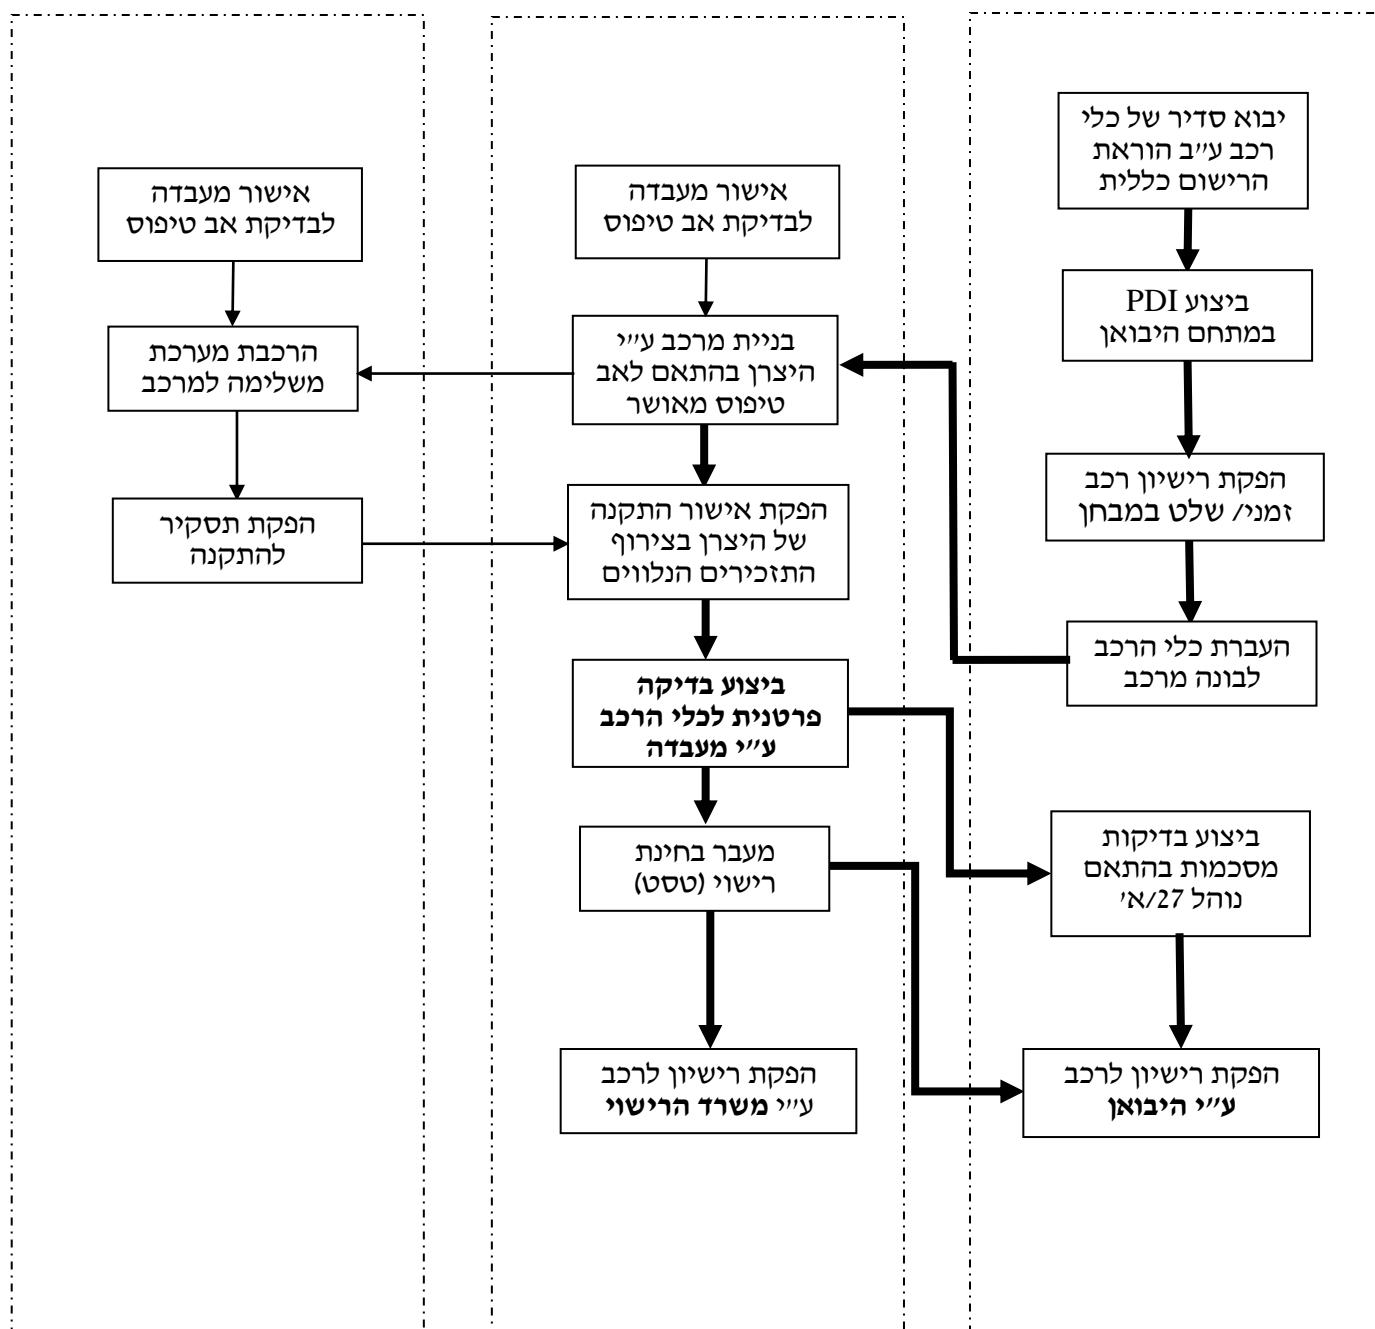 יבוא סדיר של כלי
רכב ע״ב הוראת
הרישום כללית
ביצוע PDI
במתחם היבואן
הפקת רישיון רכב
זמני/ שלט במבחן
העברת כלי הרכב
לבונה מרכב
ביצוע בדיקות
מסכמות בהתאם
נוהל 27/א'
הפקת רישיון לרכב
ע״י היבואן
אישור מעבדה
לבדיקת אב טיפוס
בניית מרכב ע״י
היצרן בהתאם לאב
טיפוס מאושר
הפקת אישור התקנה
של היצרן בצירוף
התזכירים הנלווים
ביצוע בדיקה
פרטנית לכלי הרכב
ע״י מעבדה
מעבר בחינת
רישוי (טסט)
הפקת רישיון לרכב
ע״י משרד הרישוי
אישור מעבדה
לבדיקת אב טיפוס
הרכבת מערכת
משלימה למרכב
הפקת תסקיר
להתקנה